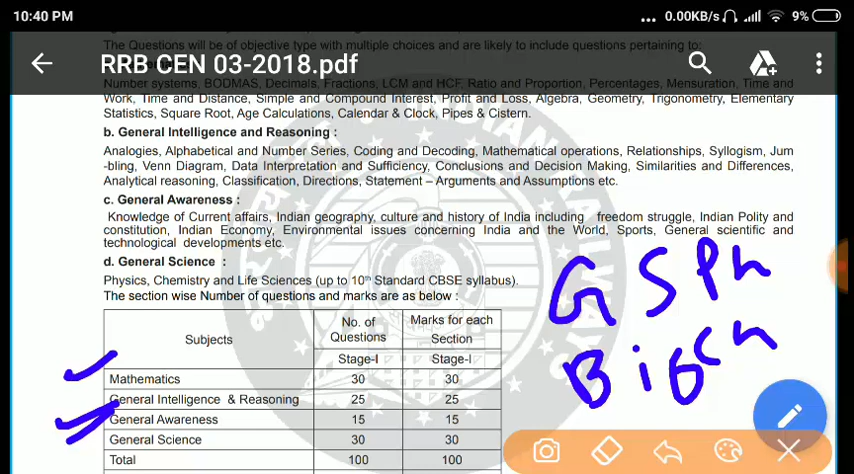 10:40 PM ... 0.00KB/s 9%
The Questions will be of objective type with multiple choices and are likely to include questions pertaining to:
RRB CEN 03-2018.pdf
Number systems, BODMAS, Decimals, Fractions, LCM and HCF, Ratio and Proportion, Percentages, Mensuration, Time and
Work, Time and Distance, Simple and Compound Interest, Profit and Loss, Algebra, Geometry, Trigonometry, Elementary
Statistics, Square Root, Age Calculations, Calendar & Clock, Pipes & Cistern.
b. General Intelligence and Reasoning :
Analogies, Alphabetical and Number Series, Coding and Decoding, Mathematical operations, Relationships, Syllogism, Jum
-bling, Venn Diagram, Data Interpretation and Sufficiency, Conclusions and Decision Making, Similarities and Differences,
Analytical reasoning, Classification, Directions, Statement – Arguments and Assumptions etc.
c. General Awareness :
Knowledge of Current affairs, Indian geography, culture and history of India including freedom struggle, Indian Polity and
constitution, Indian Economy, Environmental issues concerning India and the World, Sports, General scientific and
technological developments etc.
d. General Science :
Physics, Chemistry and Life Sciences (up to 10th Standard CBSE syllabus).
The section wise Number of questions and marks are as below :
Subjects No. of Questions Marks for each Section
Stage-I Stage-I
Mathematics 30 30
General Intelligence & Reasoning 25 25
General Awareness 15 15
General Science 30 30
Total 100 100
G S Ph
Bio Ch